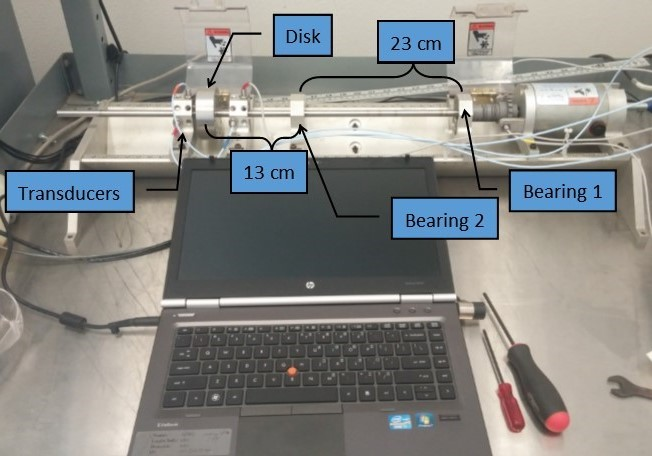 Disk
23 cm
13 cm
Transducers
Bearing 1
Bearing 2
hp